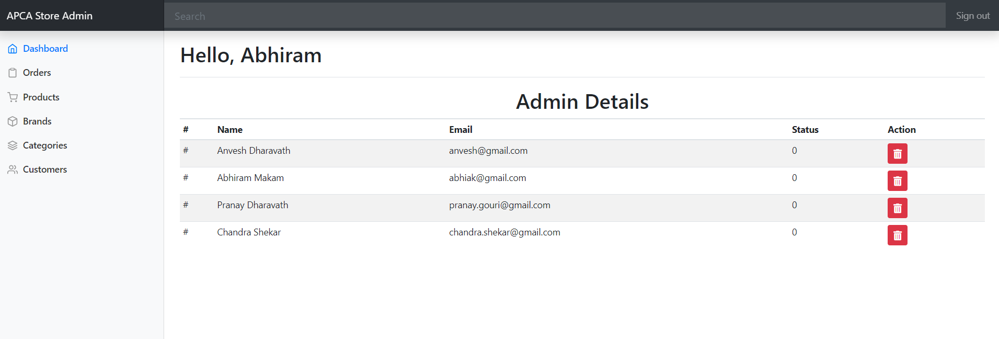 APCA Store Admin
Search
Sign out
Dashboard
Orders
Products
Brands
Categories
Customers
Hello, Abhiram
Admin Details
# Name Email Status Action
# Anvesh Dharavath anvesh@gmail.com 0
# Abhiram Makam abhiak@gmail.com 0
# Pranay Dharavath pranay.gouri@gmail.com 0
# Chandra Shekar chandra.shekar@gmail.com 0